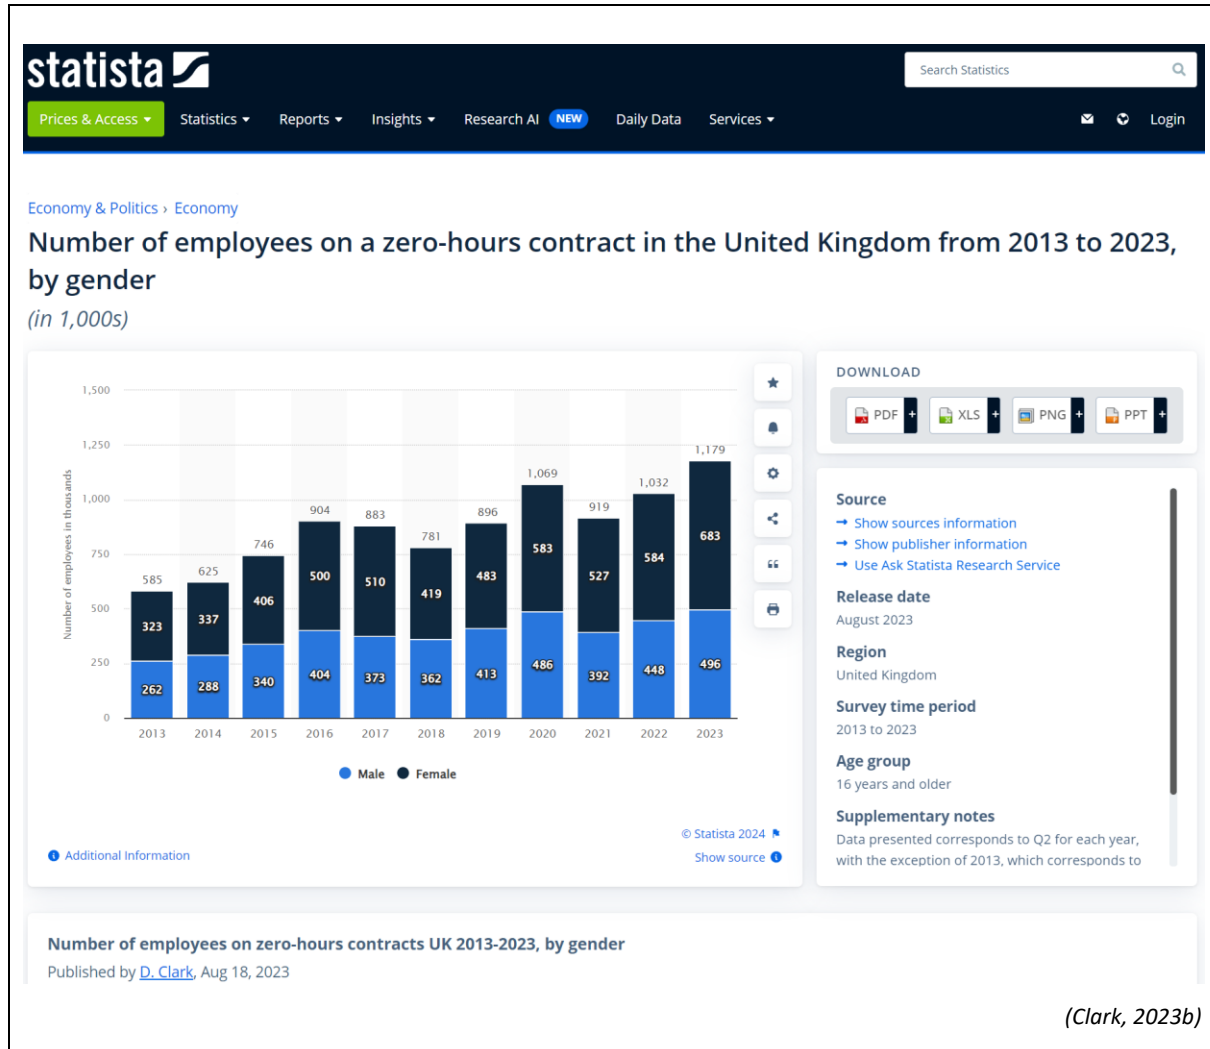 statista
Search Statistics
Prices & Access Statistics Reports Insights Research AI NEW Daily Data Services Login
Economy & Politics › Economy
Number of employees on a zero-hours contract in the United Kingdom from 2013 to 2023,
by gender
(in 1,000s)
Number of employees in thousands
1,500
1,250
1,000
750
500
250
0
585 625 746 904 883 781 896 1,069 919 1,032 1,179
323 337 406 500 510 419 483 583 527 584 683
262 288 340 404 373 362 413 486 392 448 496
2013 2014 2015 2016 2017 2018 2019 2020 2021 2022 2023
Male Female
© Statista 2024
Additional Information
Show source
DOWNLOAD
PDF + XLS + PNG + PPT +
Source
→ Show sources information
→ Show publisher information
→ Use Ask Statista Research Service
Release date
August 2023
Region
United Kingdom
Survey time period
2013 to 2023
Age group
16 years and older
Supplementary notes
Data presented corresponds to Q2 for each year,
with the exception of 2013, which corresponds to
Number of employees on zero-hours contracts UK 2013-2023, by gender
Published by D. Clark, Aug 18, 2023
(Clark, 2023b)